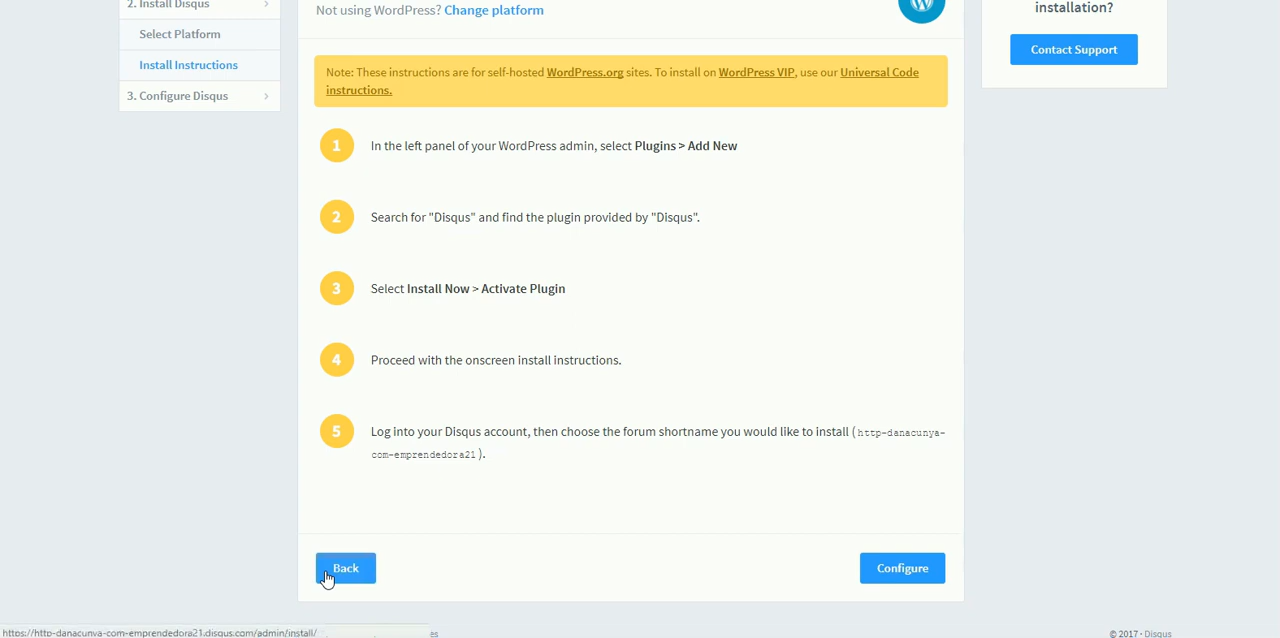 2. Install Disqus
Select Platform
Install Instructions
3. Configure Disqus
Not using WordPress? Change platform
installation?
Contact Support
Note: These instructions are for self-hosted WordPress.org sites. To install on WordPress VIP, use our Universal Code
instructions.
1 In the left panel of your WordPress admin, select Plugins > Add New
2 Search for "Disqus" and find the plugin provided by "Disqus".
3 Select Install Now > Activate Plugin
4 Proceed with the onscreen install instructions.
5 Log into your Disqus account, then choose the forum shortname you would like to install (http-danacunya-
com-emprendedora21).
Back
Configure
https://http-danacunya-com-emprendedora21.disqus.com/admin/install/
© 2017 · Disqus